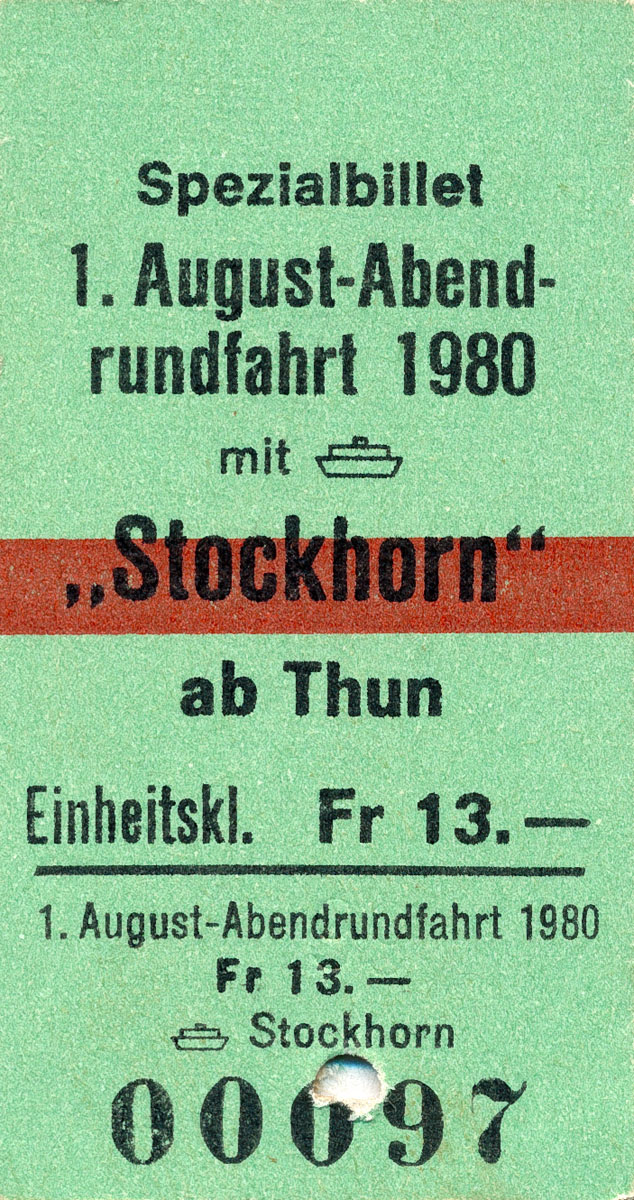 Spezialbillet
1. August-Abend-
rundfahrt 1980
mit
„Stockhorn“
ab Thun
Einheitskl. Fr 13.—
1. August-Abendrundfahrt 1980
Fr 13.—
Stockhorn
00097